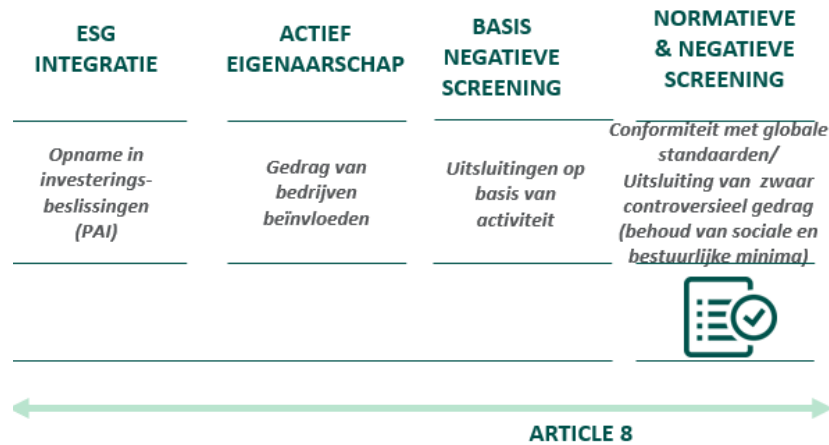 ESG
INTEGRATIE
ACTIEF
EIGENAARSCHAP
BASIS
NEGATIEVE
SCREENING
NORMATIEVE
& NEGATIEVE
SCREENING
Opname in
investerings-
beslissingen
(PAI)
Gedrag van
bedrijven
beïnvloeden
Uitsluitingen op
basis van
activiteit
Conformiteit met globale
standaarden/
Uitsluiting van zwaar
controversieel gedrag
(behoud van sociale en
bestuurlijke minima)
ARTICLE 8